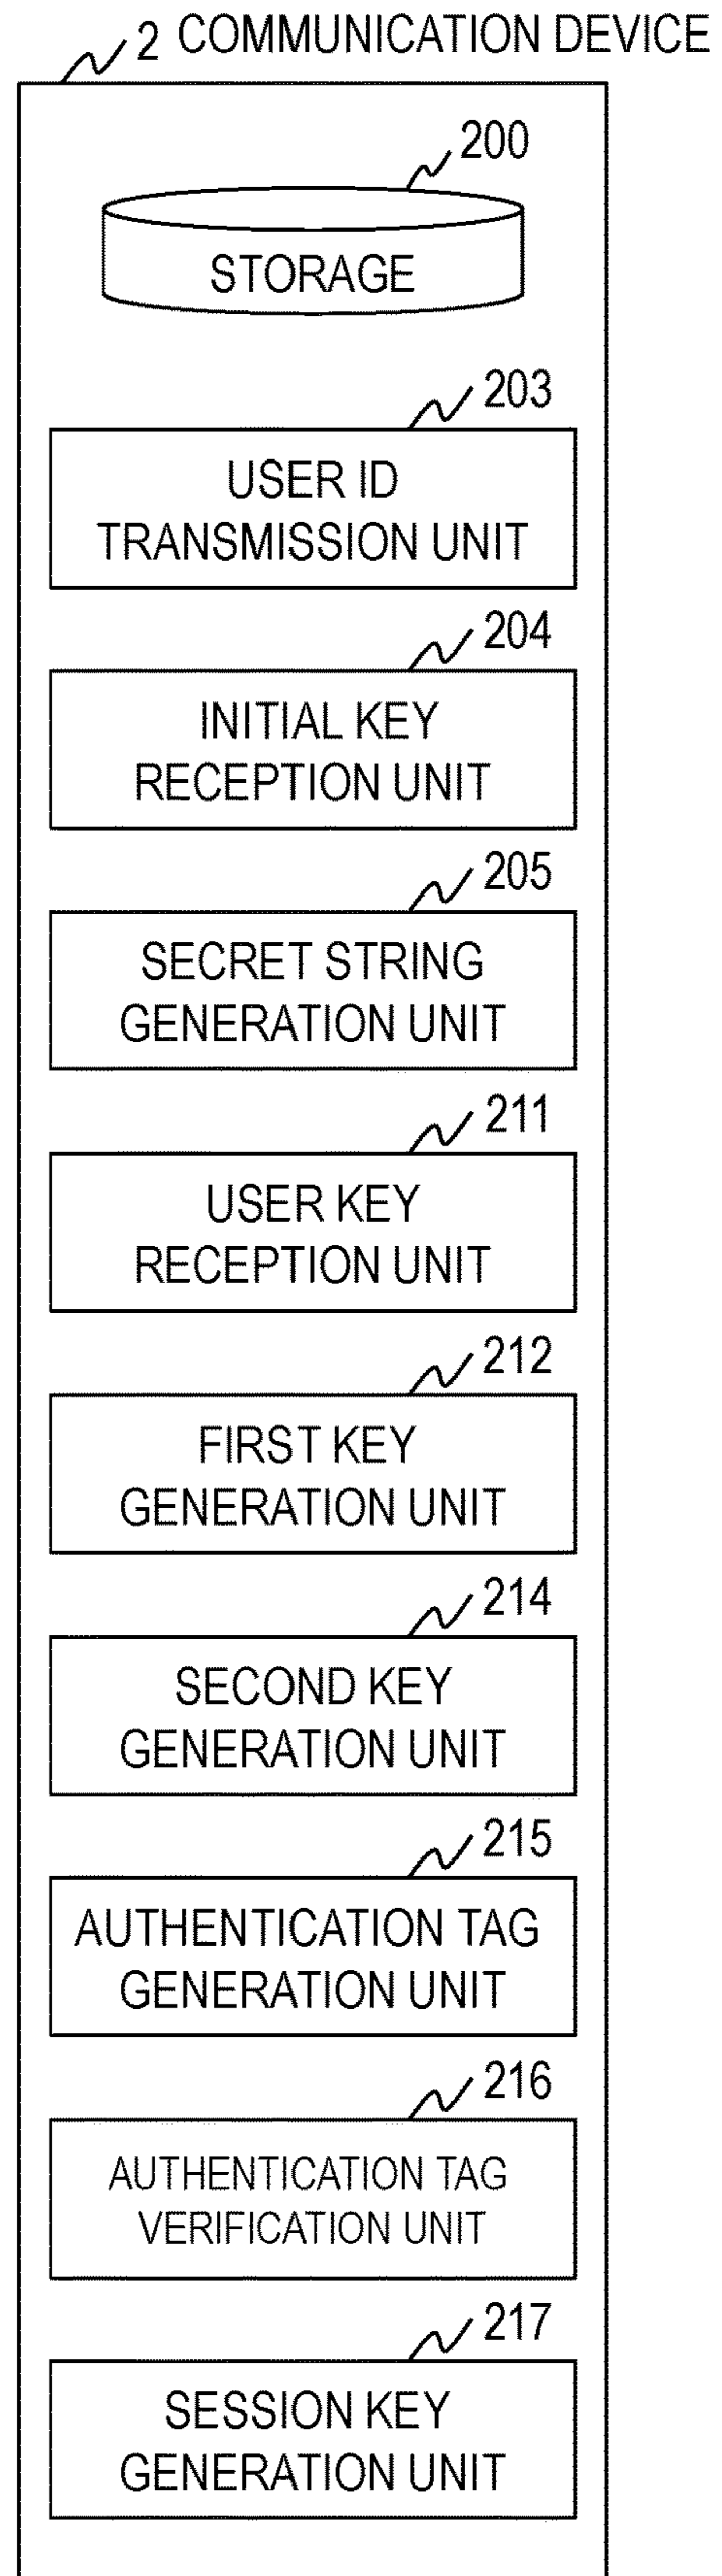 2 COMMUNICATION DEVICE
200
STORAGE
203
USER ID
TRANSMISSION UNIT
204
INITIAL KEY
RECEPTION UNIT
205
SECRET STRING
GENERATION UNIT
211
USER KEY
RECEPTION UNIT
212
FIRST KEY
GENERATION UNIT
214
SECOND KEY
GENERATION UNIT
215
AUTHENTICATION TAG
GENERATION UNIT
216
AUTHENTICATION TAG
VERIFICATION UNIT
217
SESSION KEY
GENERATION UNIT